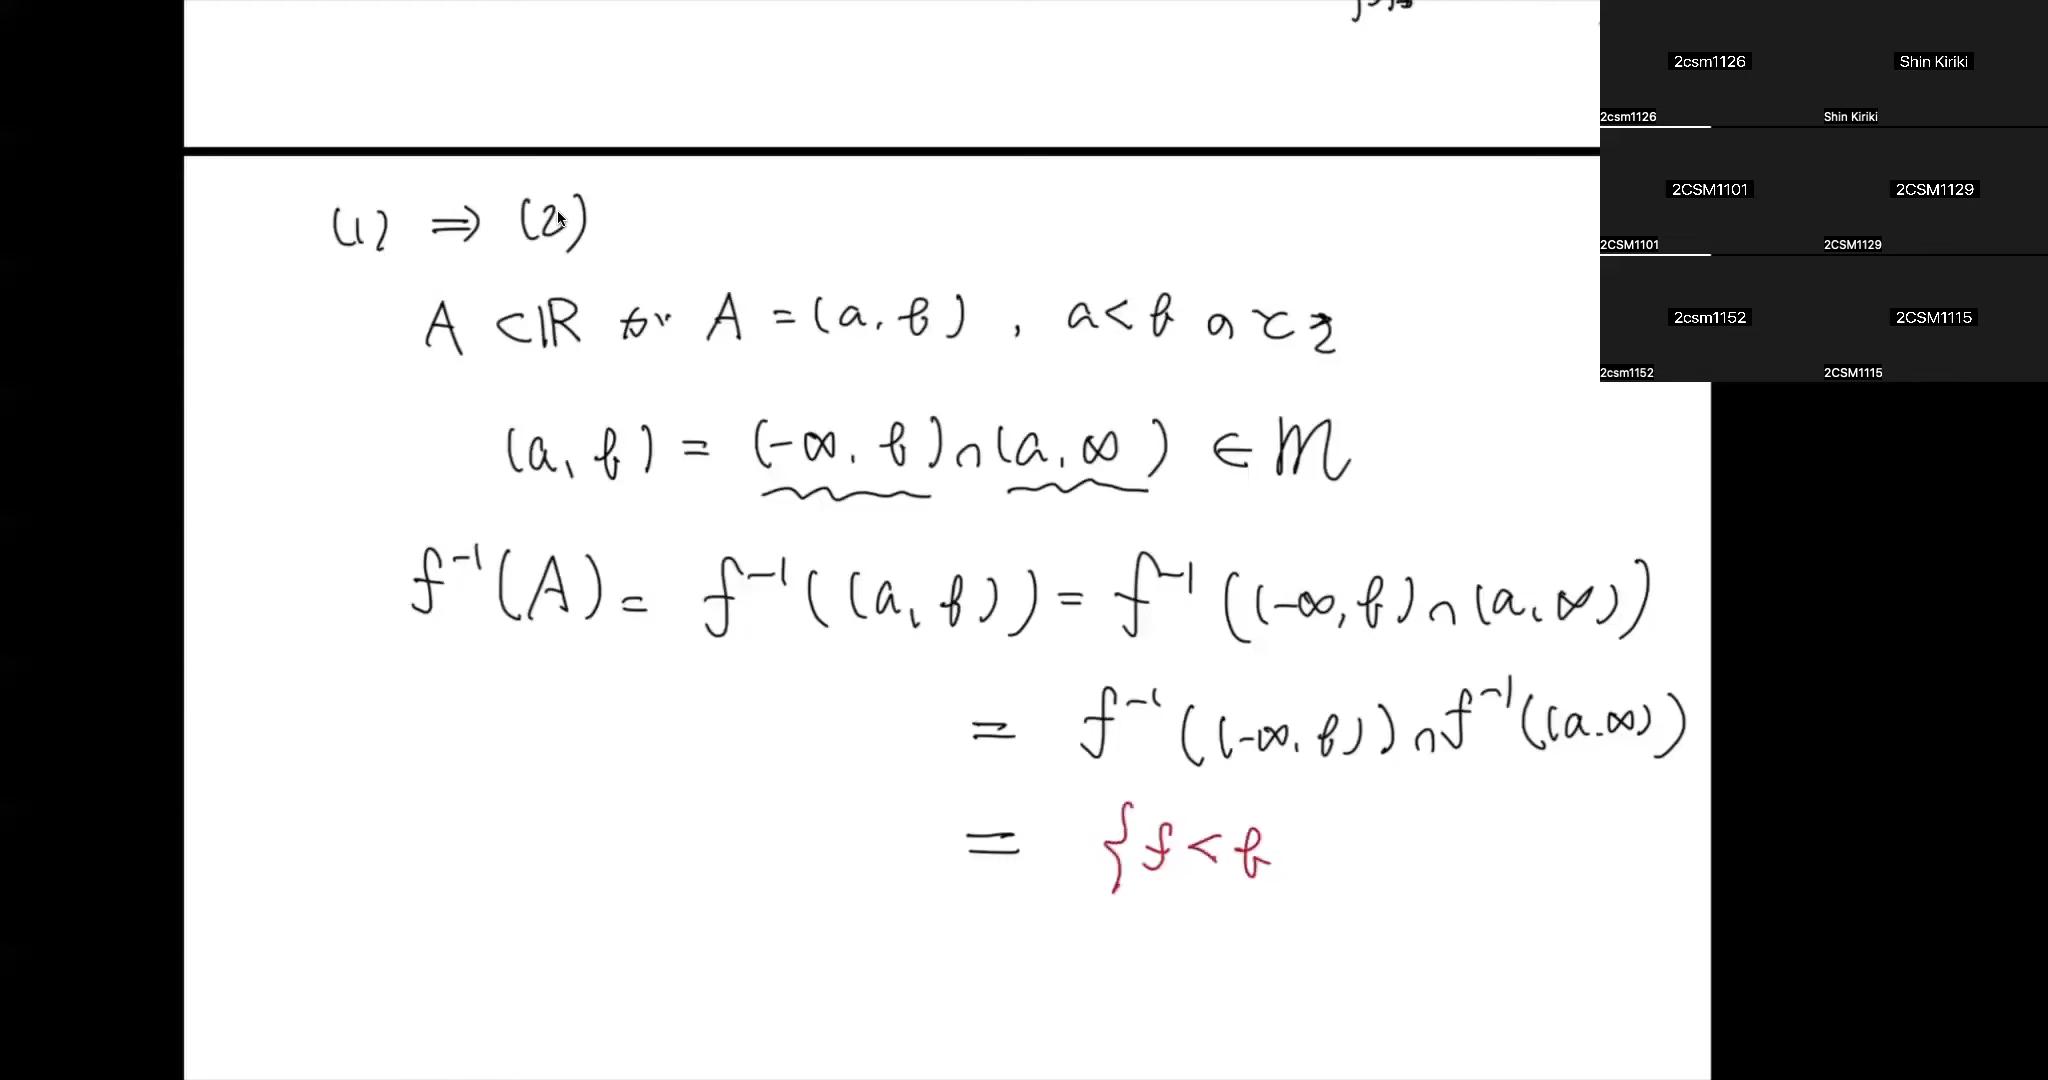 (1) ⇒ (2)
A ⊂ ℝ が A = (a, b), a < b のとき
(a, b) = (-∞, b) ∩ (a, ∞) ∈ M
f⁻¹(A) = f⁻¹((a, b)) = f⁻¹((-∞, b) ∩ (a, ∞))
= f⁻¹((-∞, b)) ∩ f⁻¹((a.∞))
= {f < b
2csm1126
Shin Kiriki
2csm1126
Shin Kiriki
2CSM1101
2CSM1129
2CSM1101
2CSM1129
2csm1152
2CSM1115
2csm1152
2CSM1115